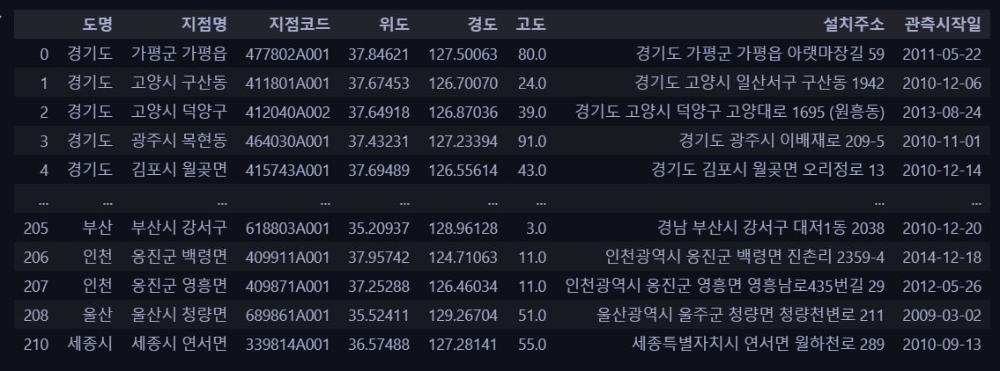 도명 지점명 지점코드 위도 경도 고도 설치주소 관측시작일
0 경기도 가평군 가평읍 477802A001 37.84621 127.50063 80.0 경기도 가평군 가평읍 아랫마장길 59 2011-05-22
1 경기도 고양시 구산동 411801A001 37.67453 126.70070 24.0 경기도 고양시 일산서구 구산동 1942 2010-12-06
2 경기도 고양시 덕양구 412040A002 37.64918 126.87036 39.0 경기도 고양시 덕양구 고양대로 1695 (원흥동) 2013-08-24
3 경기도 광주시 목현동 464030A001 37.43231 127.23394 91.0 경기도 광주시 이배재로 209-5 2010-11-01
4 경기도 김포시 월곶면 415743A001 37.69489 126.55614 43.0 경기도 김포시 월곶면 오리정로 13 2010-12-14
... ... ... ... ... ... ... ... ...
205 부산 부산시 강서구 618803A001 35.20937 128.96128 3.0 경남 부산시 강서구 대저1동 2038 2010-12-20
206 인천 옹진군 백령면 409911A001 37.95742 124.71063 11.0 인천광역시 옹진군 백령면 진촌리 2359-4 2014-12-18
207 인천 옹진군 영흥면 409871A001 37.25288 126.46034 11.0 인천광역시 옹진군 영흥면 영흥남로435번길 29 2012-05-26
208 울산 울산시 청량면 689861A001 35.52411 129.26704 51.0 울산광역시 울주군 청량면 청량천변로 211 2009-03-02
210 세종시 세종시 연서면 339814A001 36.57488 127.28141 55.0 세종특별자치시 연서면 월하천로 289 2010-09-13